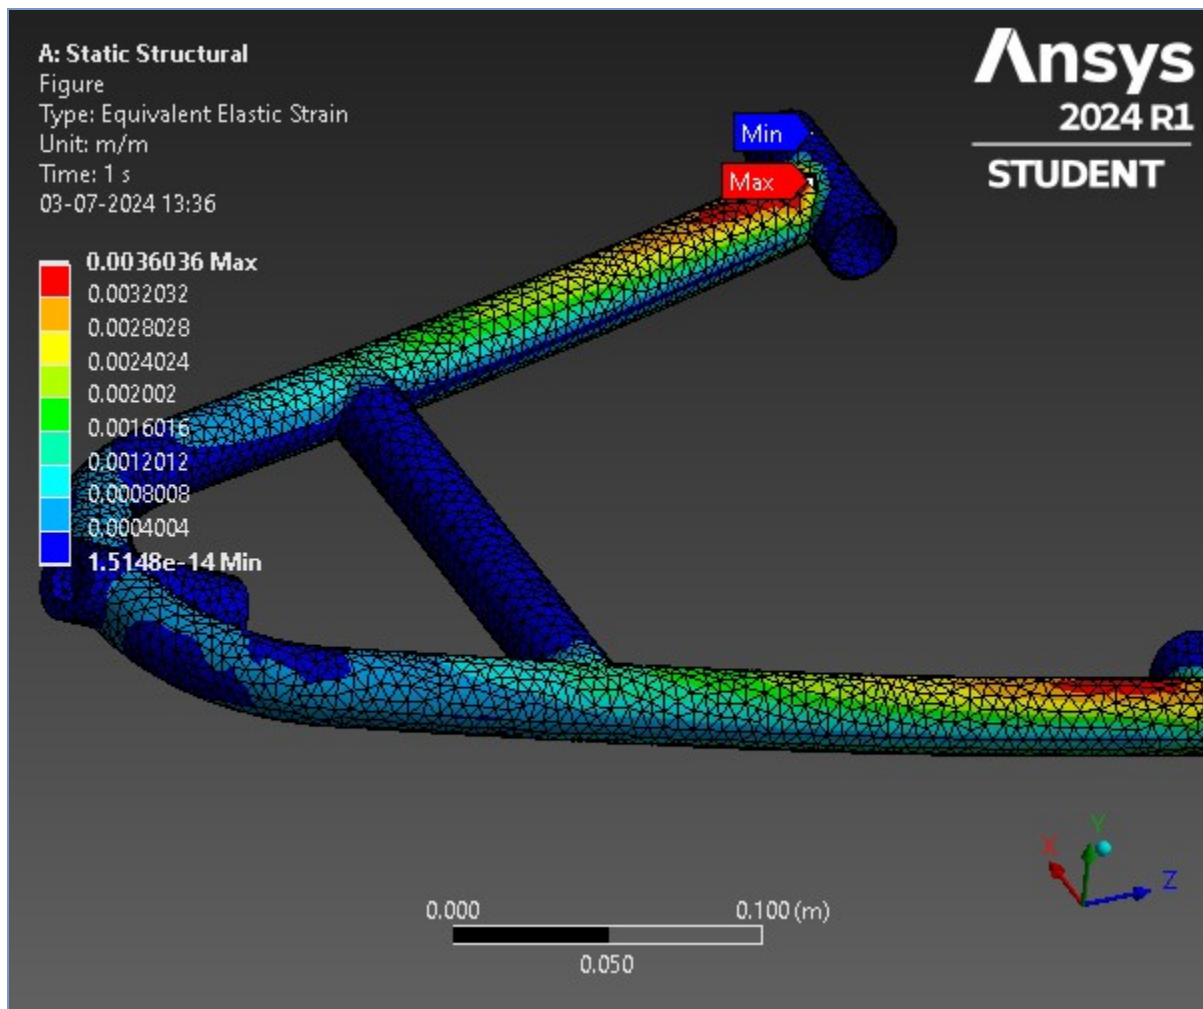 A: Static Structural
Figure
Type: Equivalent Elastic Strain
Unit: m/m
Time: 1 s
03-07-2024 13:36
Ansys
2024 R1
STUDENT
Min
Max
0.0036036 Max
0.0032032
0.0028028
0.0024024
0.002002
0.0016016
0.0012012
0.0008008
0.0004004
1.5148e-14 Min
Y
X
Z
0.000
0.100 (m)
0.050